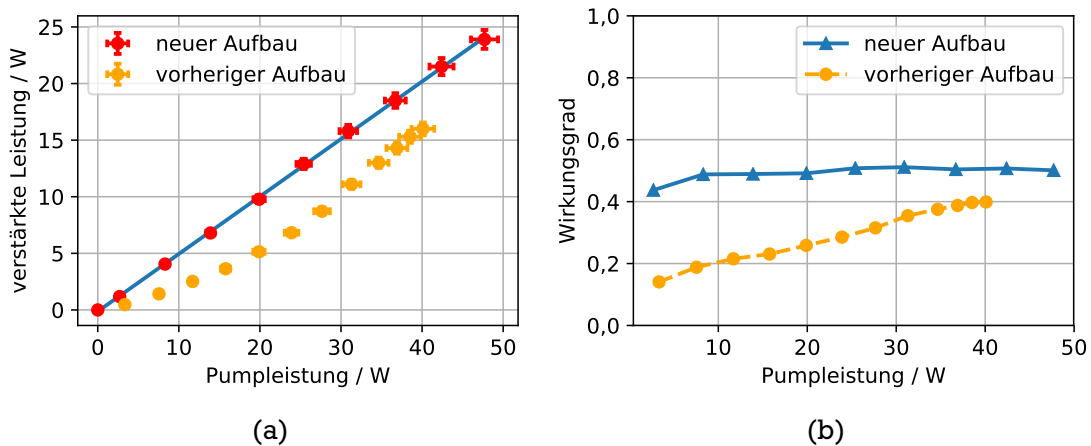 25
20
15
10
5
0
verstärkte Leistung / W
neuer Aufbau
vorheriger Aufbau
0 10 20 30 40 50
Pumpleistung / W
(a)
1,0
0,8
0,6
0,4
0,2
0,0
Wirkungsgrad
neuer Aufbau
vorheriger Aufbau
10 20 30 40 50
Pumpleistung / W
(b)